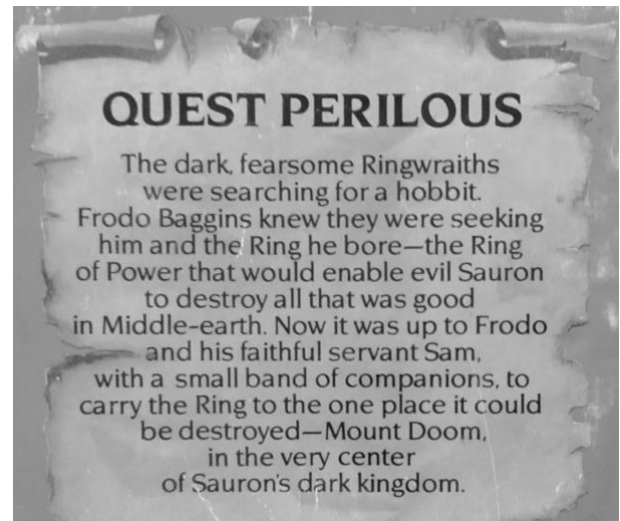 QUEST PERILOUS
The dark, fearsome Ringwraiths
were searching for a hobbit.
Frodo Baggins knew they were seeking
him and the Ring he bore—the Ring
of Power that would enable evil Sauron
to destroy all that was good
in Middle-earth. Now it was up to Frodo
and his faithful servant Sam,
with a small band of companions, to
carry the Ring to the one place it could
be destroyed—Mount Doom,
in the very center
of Sauron's dark kingdom.